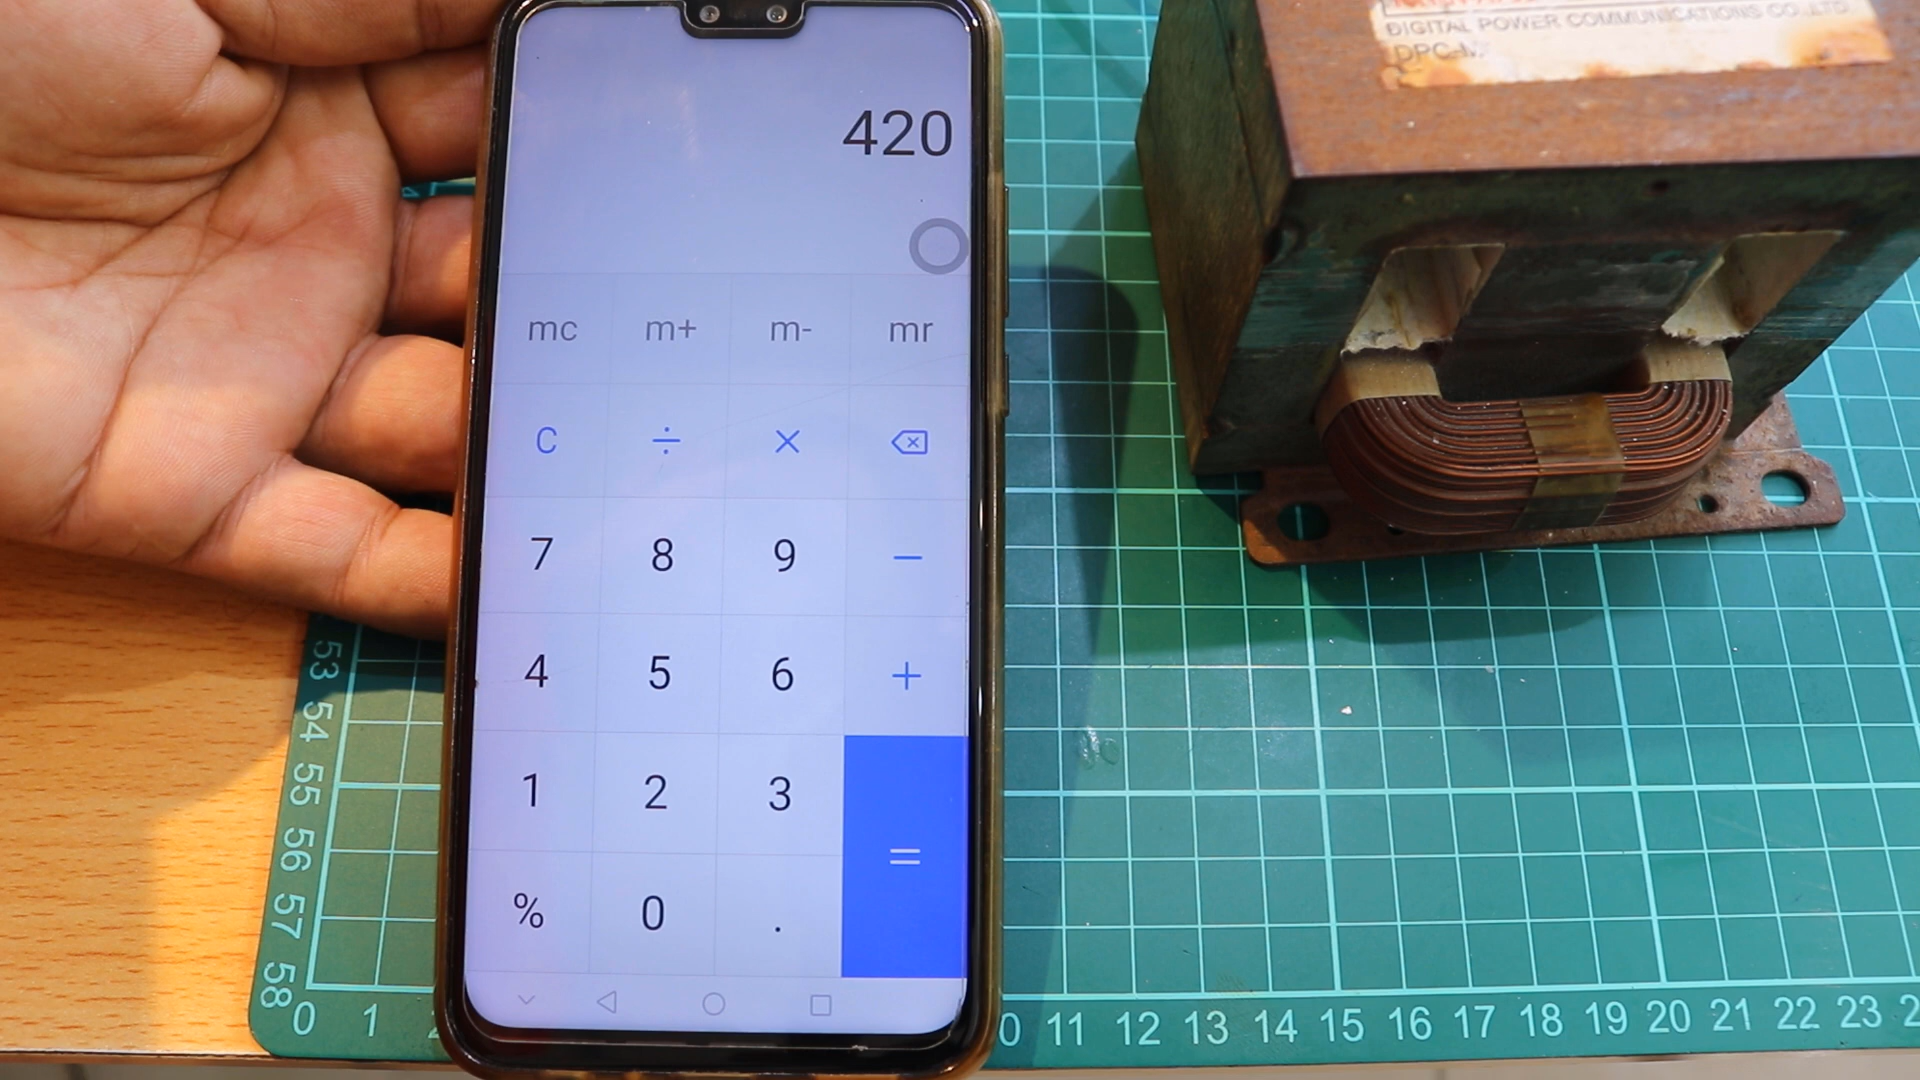 DIGITAL POWER COMMUNICATIONS CO.,LTD
DPC-M
420
mc m+ m- mr
C ÷ ×
7 8 9 −
4 5 6 +
1 2 3
% 0 . =
53
54
55
56
57
58
0 1 0 11 12 13 14 15 16 17 18 19 20 21 22 23 2